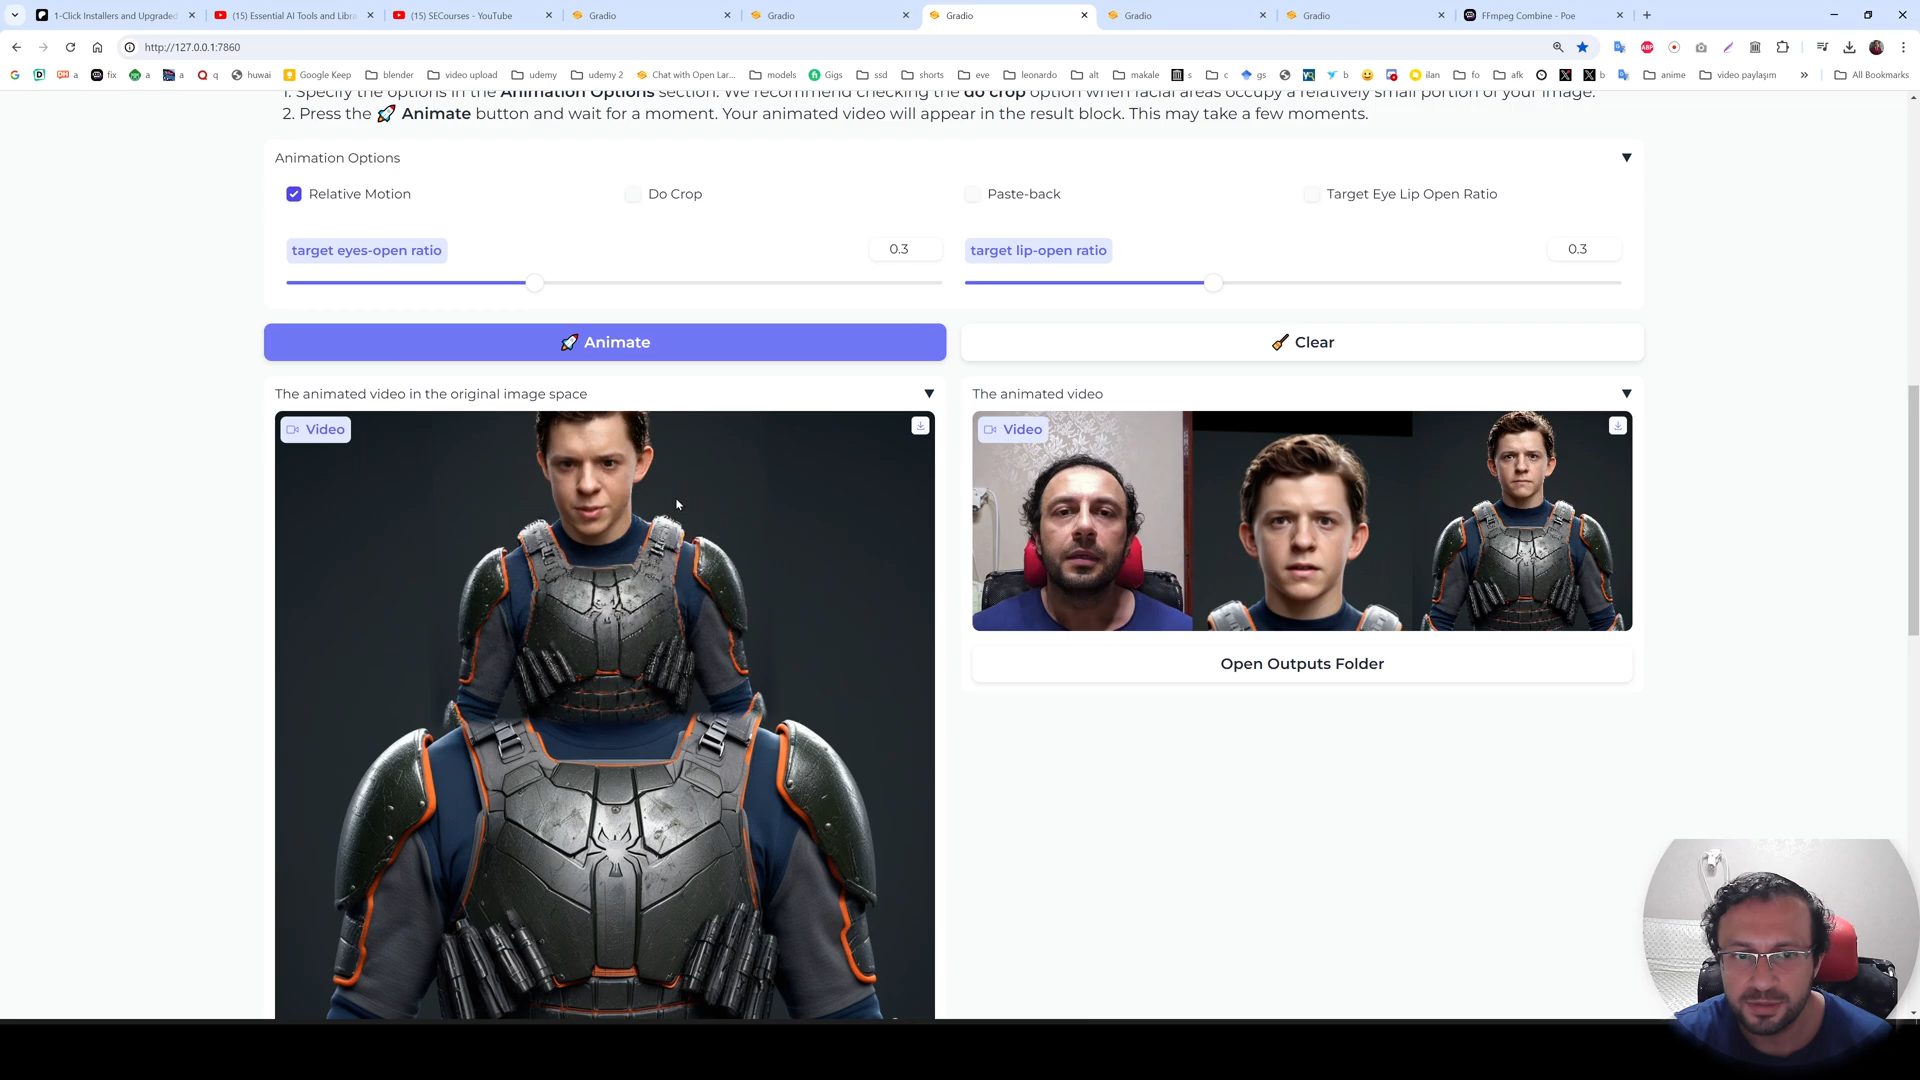 1-Click Installers and Upgraded
(15) Essential AI Tools and Libra
(15) SECourses - YouTube
Gradio
Gradio
Gradio
Gradio
Gradio
FFmpeg Combine - Poe
http://127.0.0.1:7860
a
fix
a
a
q
huwai
Google Keep
blender
video upload
udemy
udemy 2
Chat with Open Lar...
models
Gigs
ssd
shorts
eve
leonardo
alt
makale
s
c
gs
b
ilan
fo
afk
b
anime
video paylaşım
All Bookmarks
1. Specify the options in the Animation Options section. We recommend checking the do crop option when facial areas occupy a relatively small portion of your image.
2. Press the 🚀 Animate button and wait for a moment. Your animated video will appear in the result block. This may take a few moments.
Animation Options
Relative Motion
Do Crop
Paste-back
Target Eye Lip Open Ratio
target eyes-open ratio
0.3
target lip-open ratio
0.3
🚀 Animate
Clear
The animated video in the original image space
The animated video
Video
Video
Open Outputs Folder